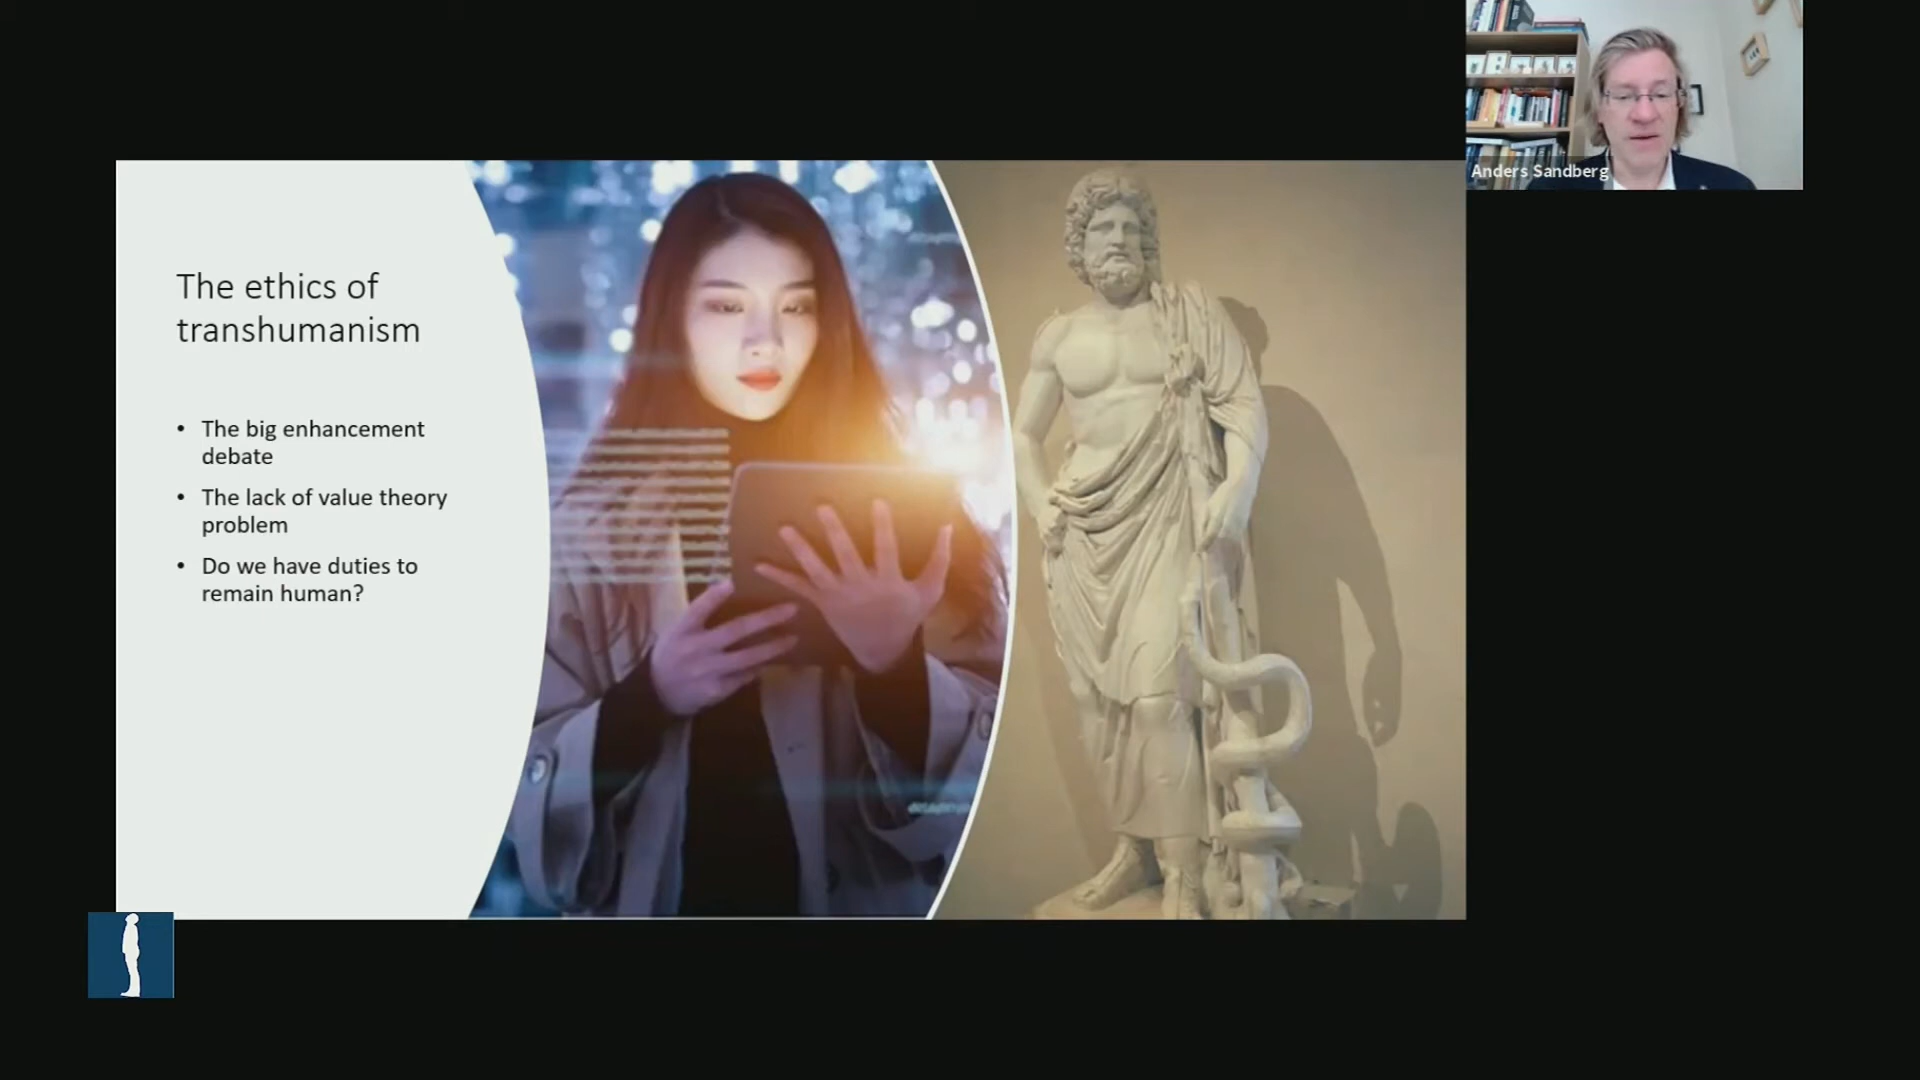 Anders Sandberg
The ethics of
transhumanism
• The big enhancement
debate
• The lack of value theory
problem
• Do we have duties to
remain human?